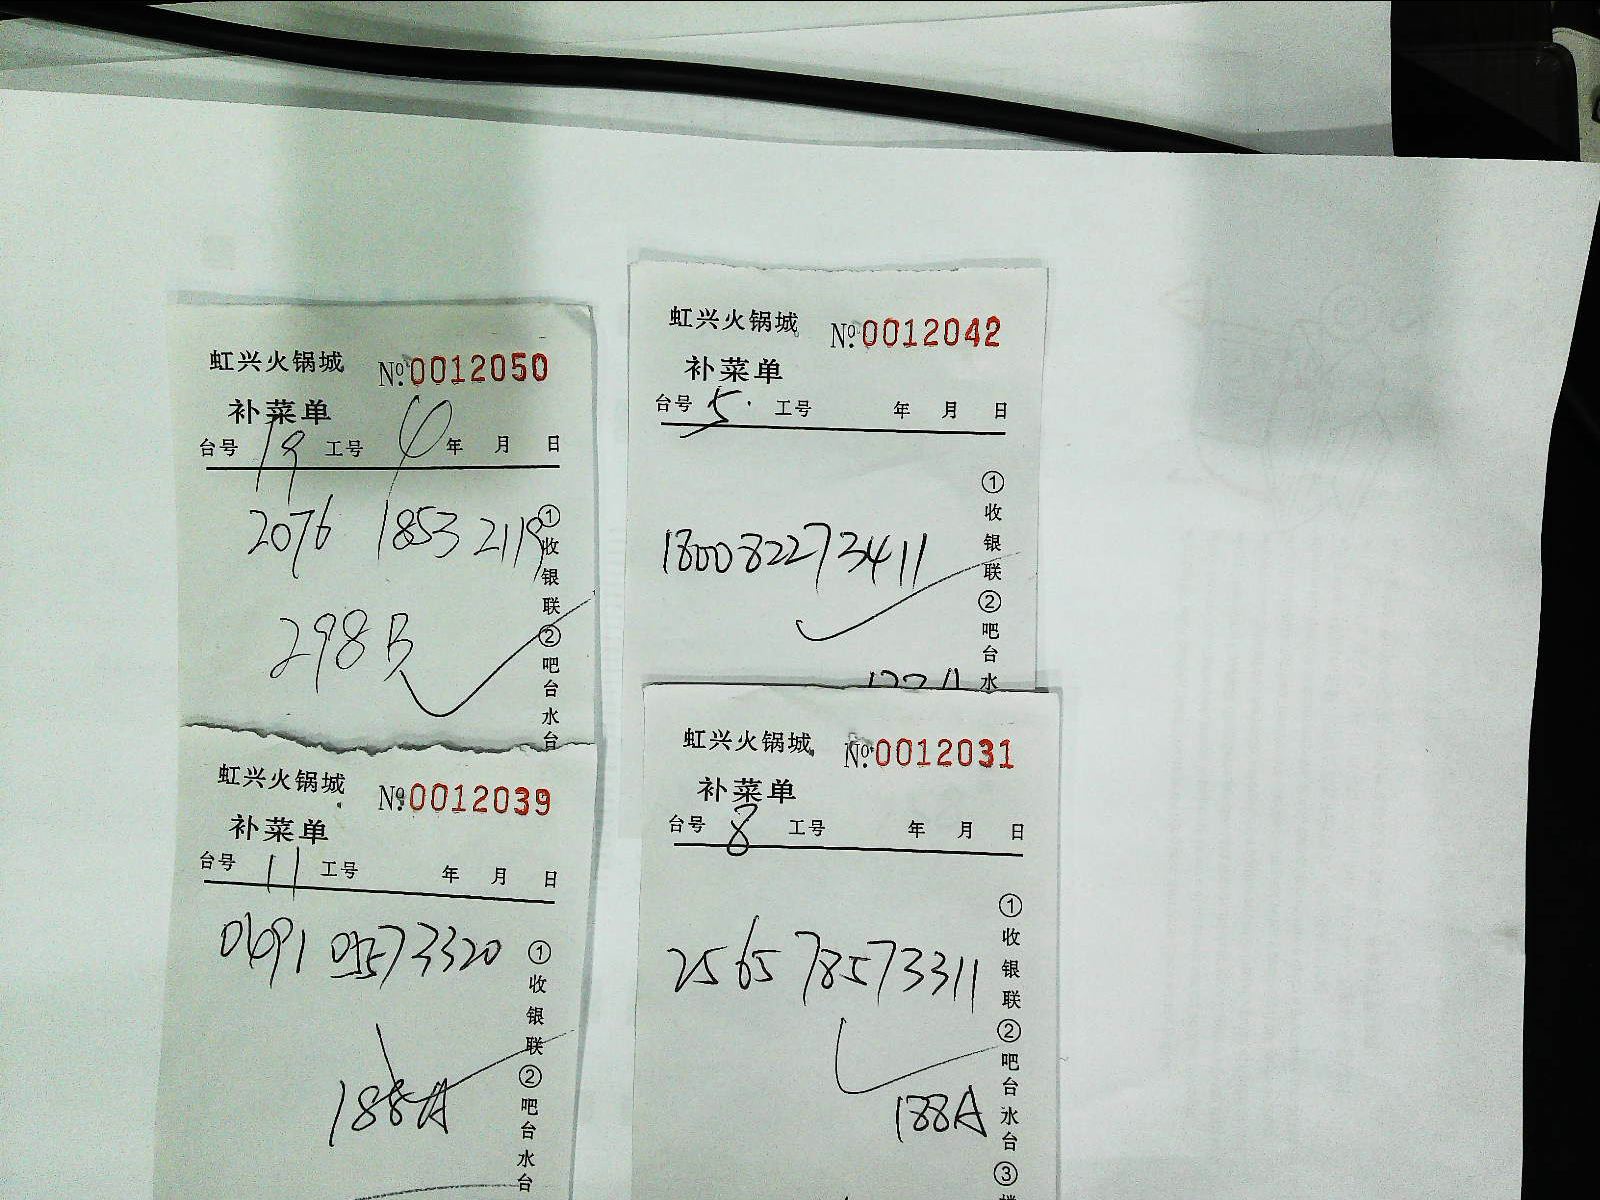 虹兴火锅城 №0012050
补菜单
台号 19 工号 年 月 日
2076 1853 2119
298B
①收银联②吧台水台
虹兴火锅城 №0012042
补菜单
台号 5 工号 年 月 日
180082273411
①收银联②吧台水
虹兴火锅城 №0012039
补菜单
台号 11 工号 年 月 日
0691 05573320
188A
①收银联②吧台水台
虹兴火锅城 №0012031
补菜单
台号 8 工号 年 月 日
2565 78573311
188A
①收银联②吧台水台③